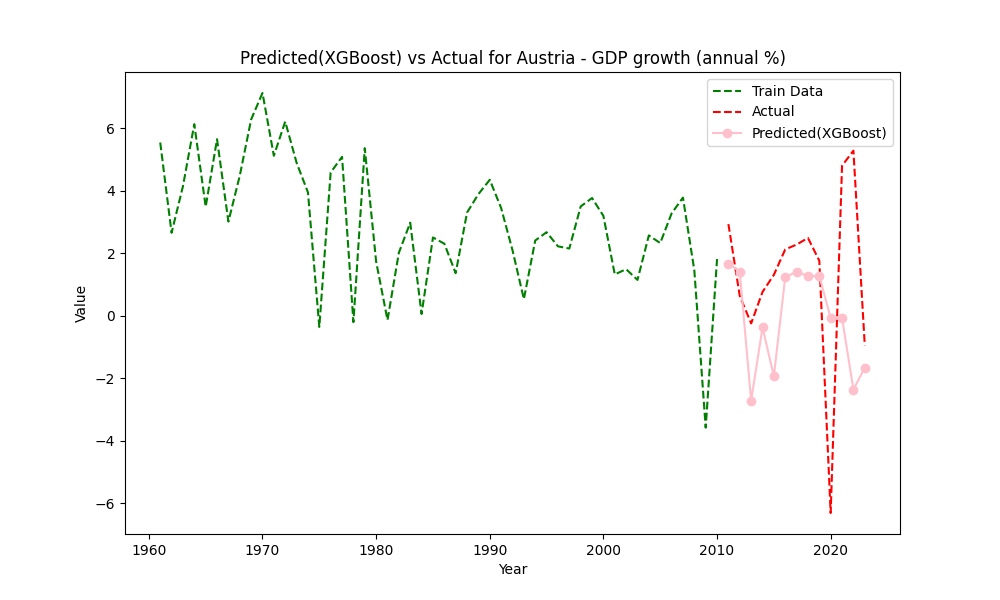 Predicted(XGBoost) vs Actual for Austria - GDP growth (annual %)
Train Data
Actual
Predicted(XGBoost)
Value
6
4
2
0
−2
−4
−6
1960 1970 1980 1990 2000 2010 2020
Year